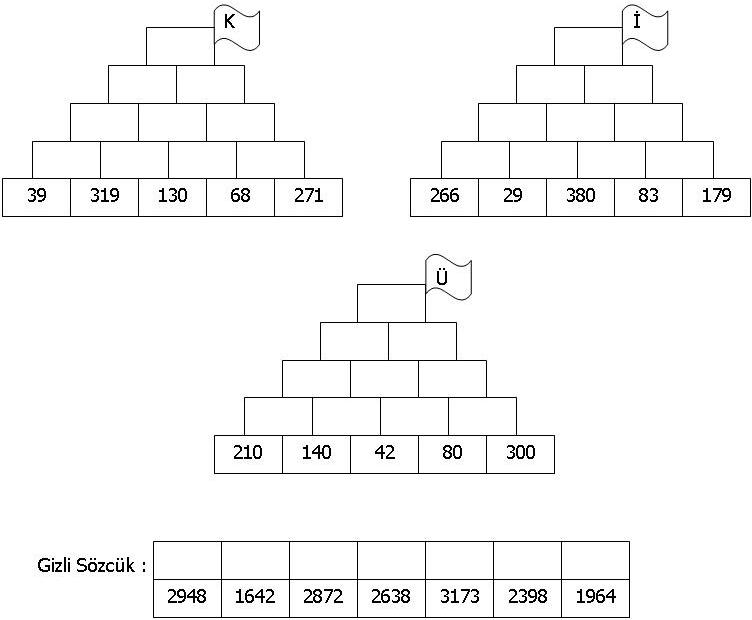 K İ
39 319 130 68 271 266 29 380 83 179
Ü
210 140 42 80 300
Gizli Sözcük :
2948 1642 2872 2638 3173 2398 1964